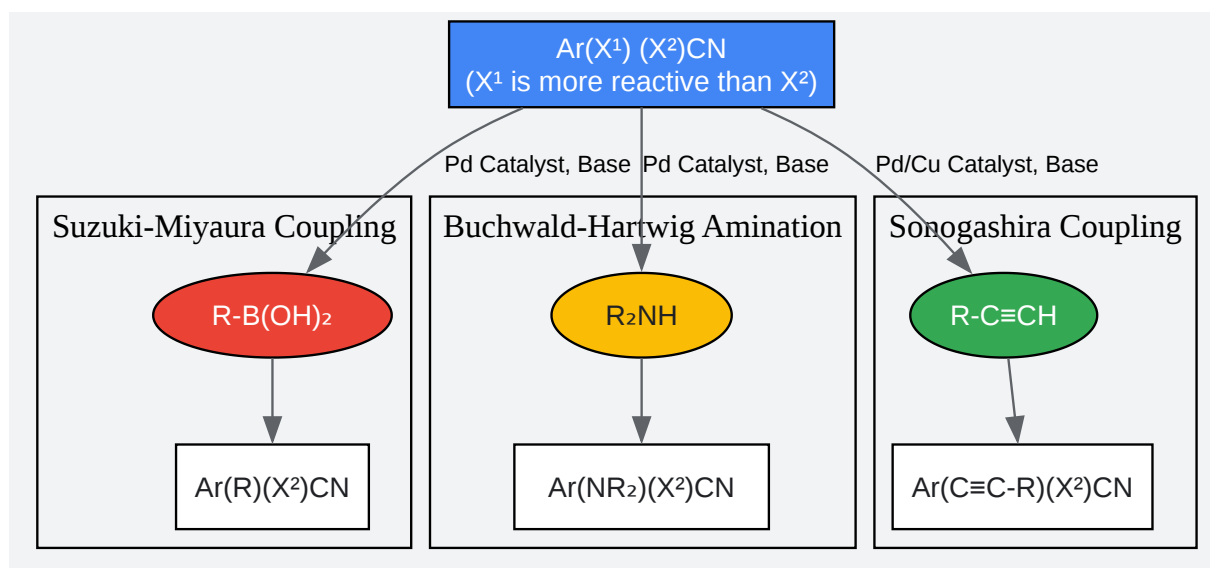 Ar(X¹) (X²)CN
(X¹ is more reactive than X²)
Pd Catalyst, Base
Pd Catalyst, Base
Pd/Cu Catalyst, Base
Suzuki-Miyaura Coupling
Buchwald-Hartwig Amination
Sonogashira Coupling
R-B(OH)₂
R₂NH
R-C≡CH
Ar(R)(X²)CN
Ar(NR₂)(X²)CN
Ar(C≡C-R)(X²)CN